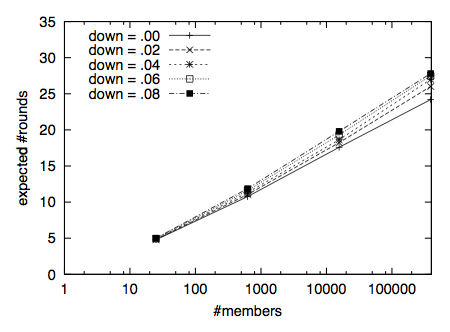 35
30
25
20
15
10
5
0
expected #rounds
down = .00
down = .02
down = .04
down = .06
down = .08
1 10 100 1000 10000 100000
#members